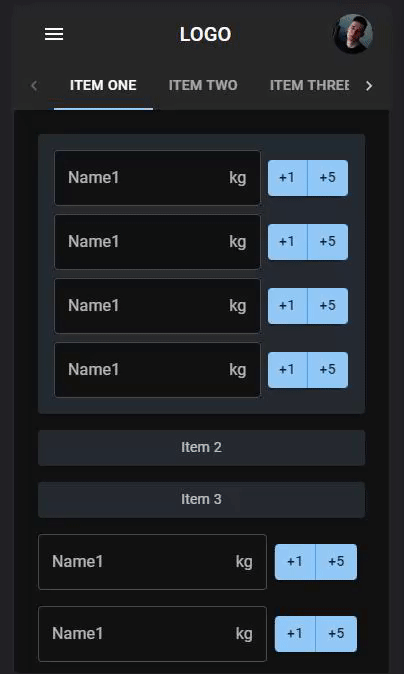 LOGO
ITEM ONE ITEM TWO ITEM THREE
Name1 kg +1 +5
Name1 kg +1 +5
Name1 kg +1 +5
Name1 kg +1 +5
Item 2
Item 3
Name1 kg +1 +5
Name1 kg +1 +5